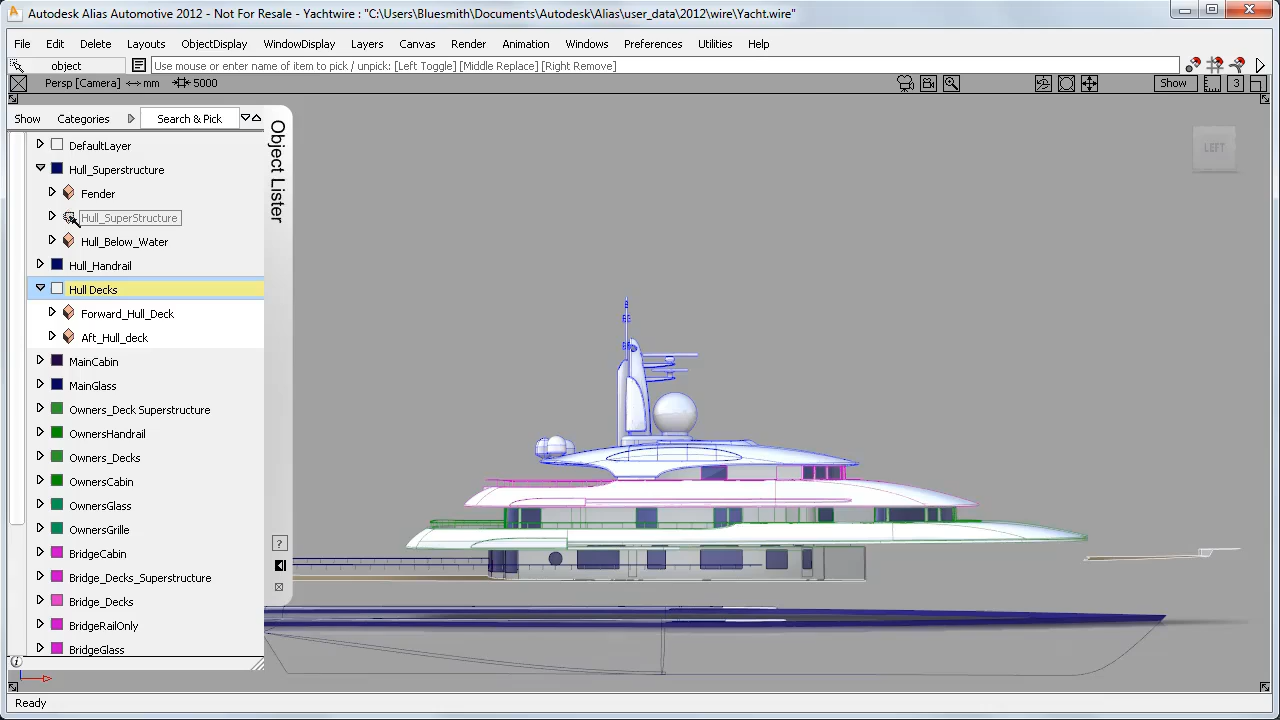 Autodesk Alias Automotive 2012 - Not For Resale - Yachtwire : "C:\Users\Bluesmith\Documents\Autodesk\Alias\user_data\2012\wire\Yacht.wire"
File Edit Delete Layouts ObjectDisplay WindowDisplay Layers Canvas Render Animation Windows Preferences Utilities Help
object Use mouse or enter name of item to pick / unpick: [Left Toggle] [Middle Replace] [Right Remove]
Persp [Camera] mm 5000 Show 3
Show Categories Search & Pick
Object Lister
DefaultLayer
Hull_Superstructure
Fender
Hull_SuperStructure
Hull_Below_Water
Hull_Handrail
Hull Decks
Forward_Hull_Deck
Aft_Hull_deck
MainCabin
MainGlass
Owners_Deck Superstructure
OwnersHandrail
Owners_Decks
OwnersCabin
OwnersGlass
OwnersGrille
BridgeCabin
Bridge_Decks_Superstructure
Bridge_Decks
BridgeRailOnly
BridgeGlass
?
LEFT
i
Ready